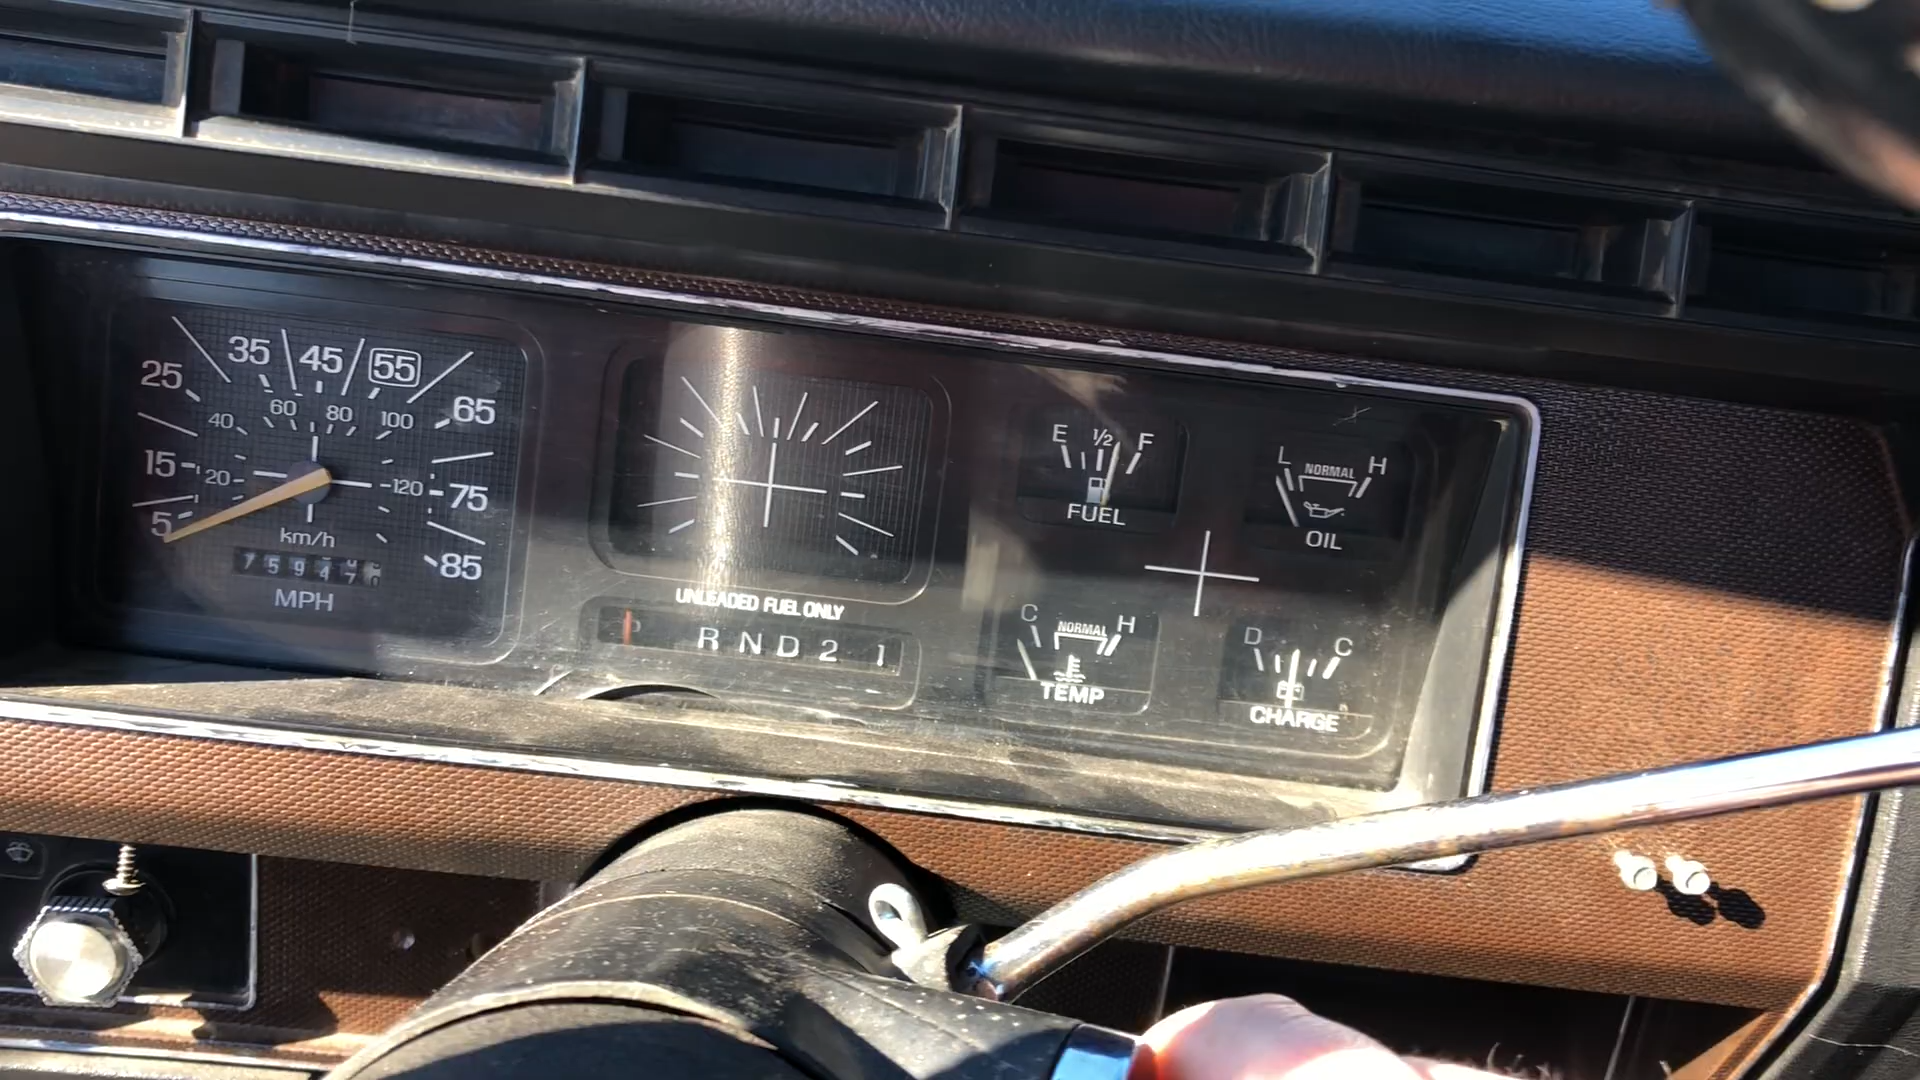 25 35 45 55 65
40 60 80 100
15 20 120 75
5 85
km/h
MPH
UNLEADED FUEL ONLY
P R N D 2 1
E 1/2 F
FUEL
L NORMAL H
OIL
C NORMAL H
TEMP
D C
CHARGE